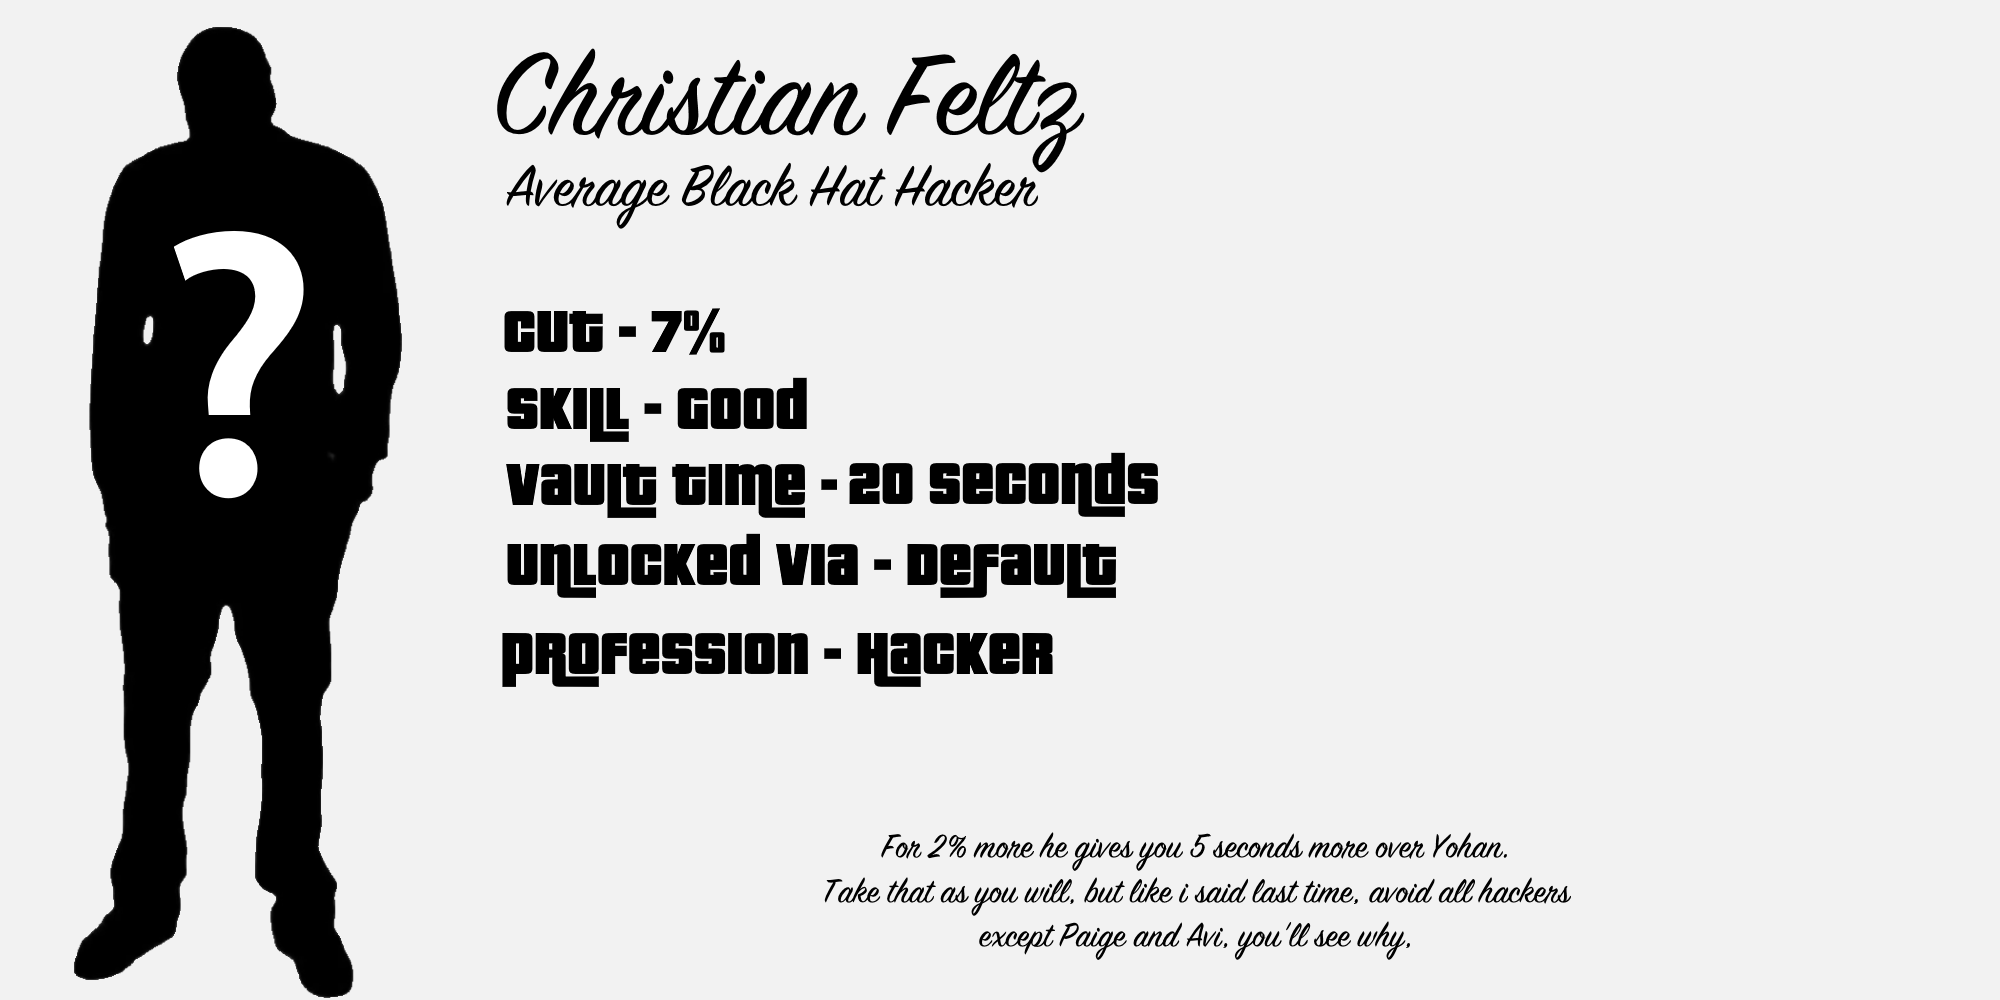 ?
Christian Feltz
Average Black Hat Hacker
Cut - 7%
Skill - Good
Vault Time - 20 Seconds
Unlocked Via - Default
Profession - Hacker
For 2% more he gives you 5 seconds more over Yohan.
Take that as you will, but like i said last time, avoid all hackers
except Paige and Avi, you'll see why,